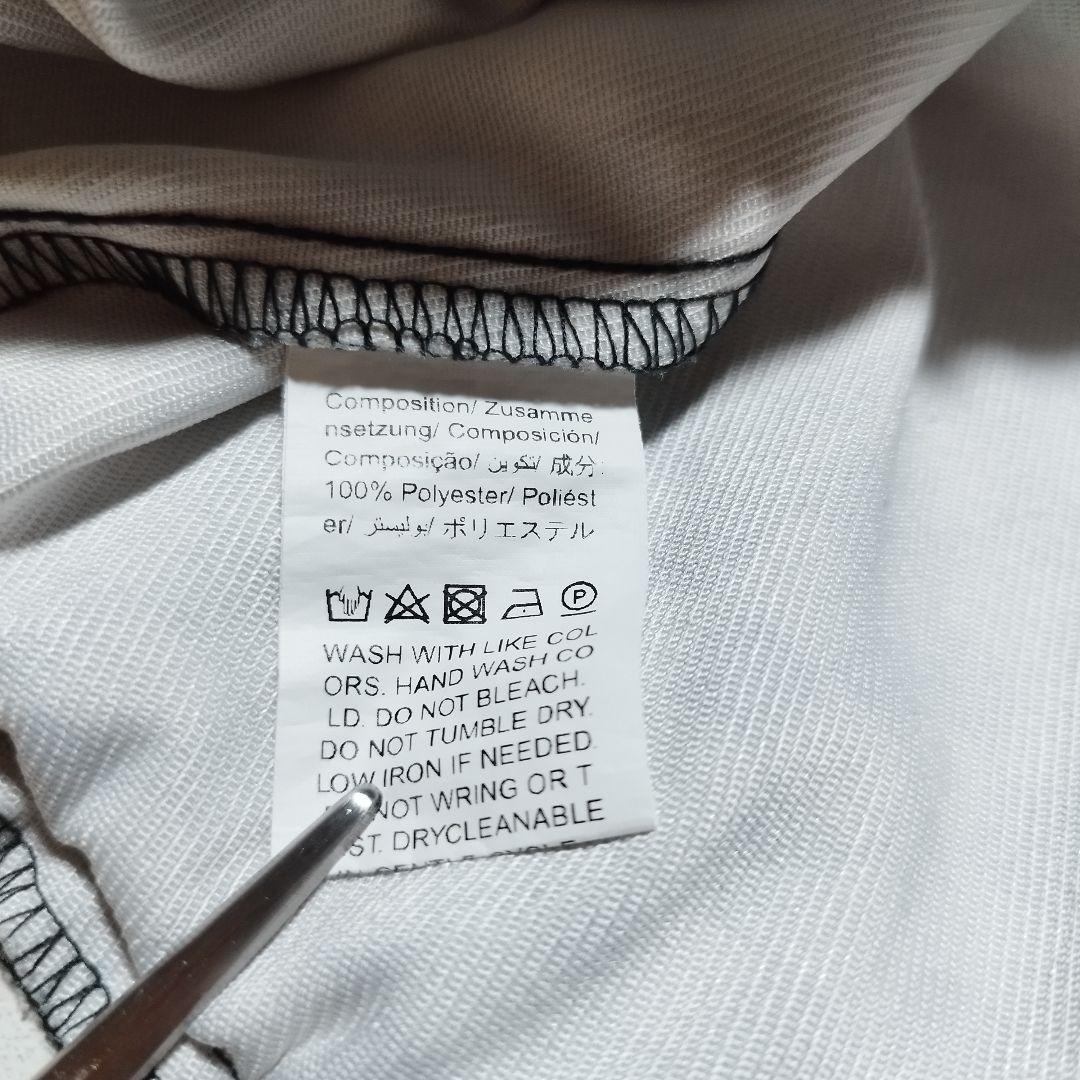 Composition/ Zusamme
nsetzung/ Composición/
Composição/ تكوين/ 成分:
100% Polyester/ Poliést
er/ بوليستر/ ポリエステル
P
WASH WITH LIKE COL
ORS. HAND WASH CO
LD. DO NOT BLEACH.
DO NOT TUMBLE DRY.
LOW IRON IF NEEDED.
NOT WRING OR T
ST. DRYCLEANABLE
GENTLE CYCLE